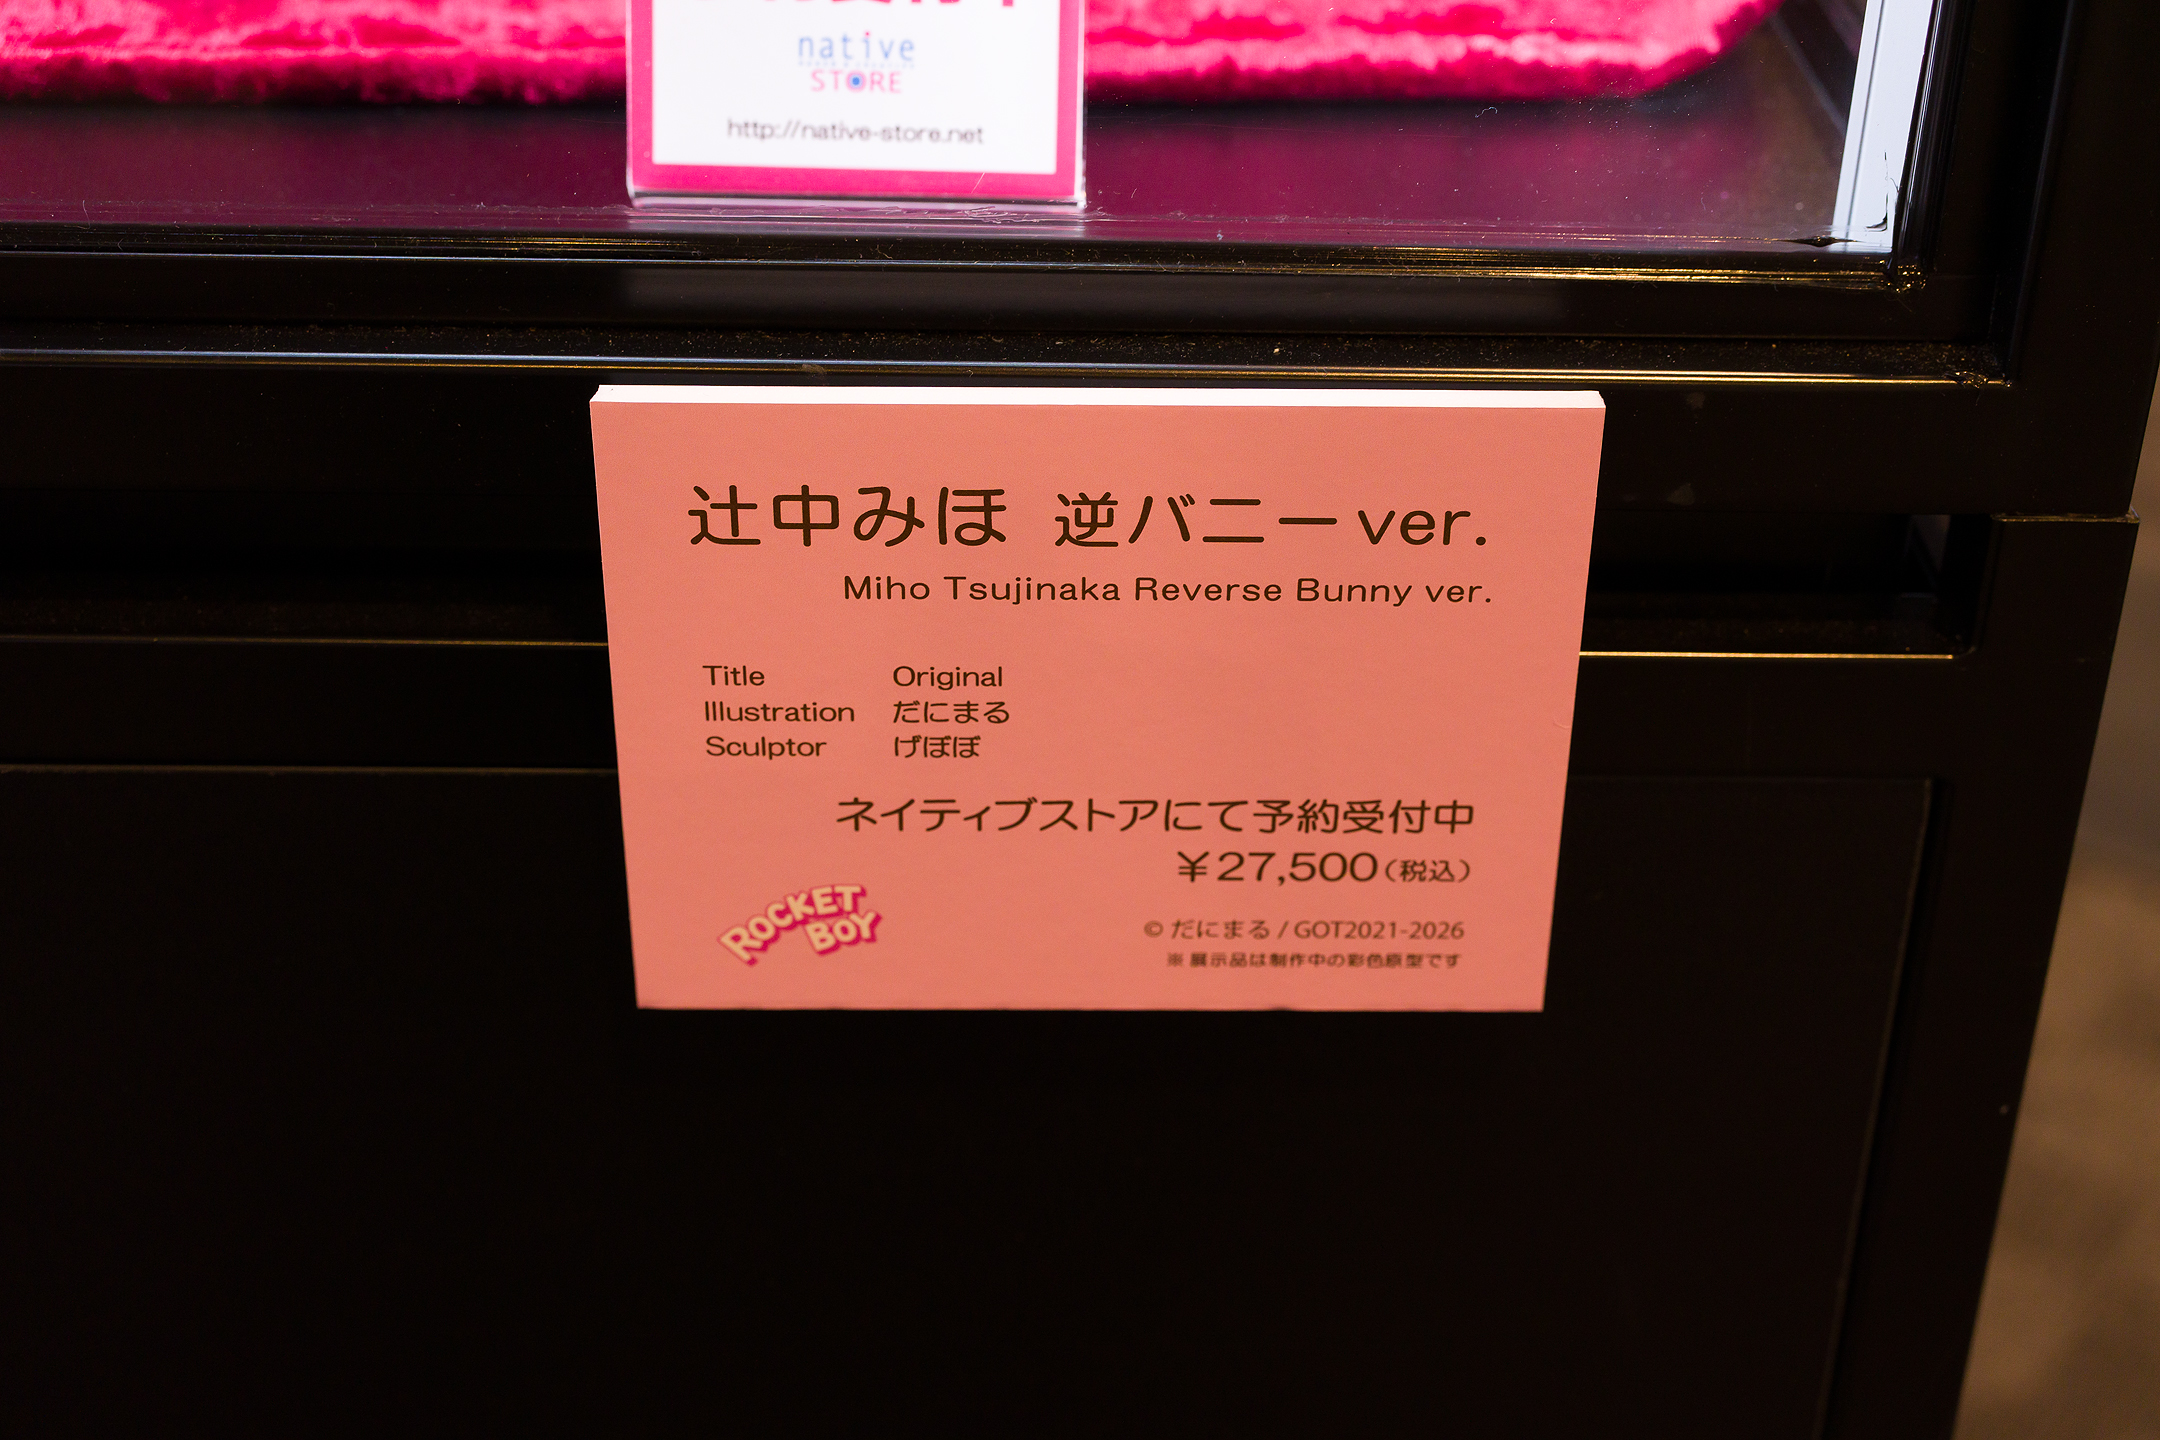 native
STORE
http://native-store.net
辻中みほ 逆バニーver.
Miho Tsujinaka Reverse Bunny ver.
Title Original
Illustration だにまる
Sculptor げぼぼ
ネイティブストアにて予約受付中
¥27,500(税込)
ROCKET
BOY
© だにまる / GOT2021-2026
※ 展示品は制作中の彩色原型です